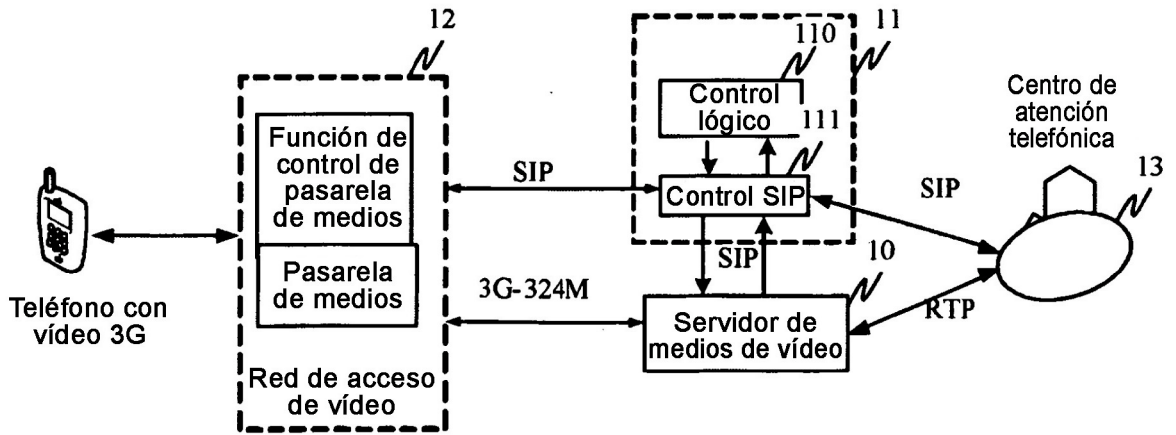 12
110
11
Control
lógico
111
Centro de
atención
telefónica
Función de
control de
pasarela
de medios
SIP
Control SIP
SIP
13
SIP
10
Pasarela
de medios
3G-324M
Servidor de
medios de vídeo
RTP
Teléfono con
vídeo 3G
Red de acceso
de vídeo